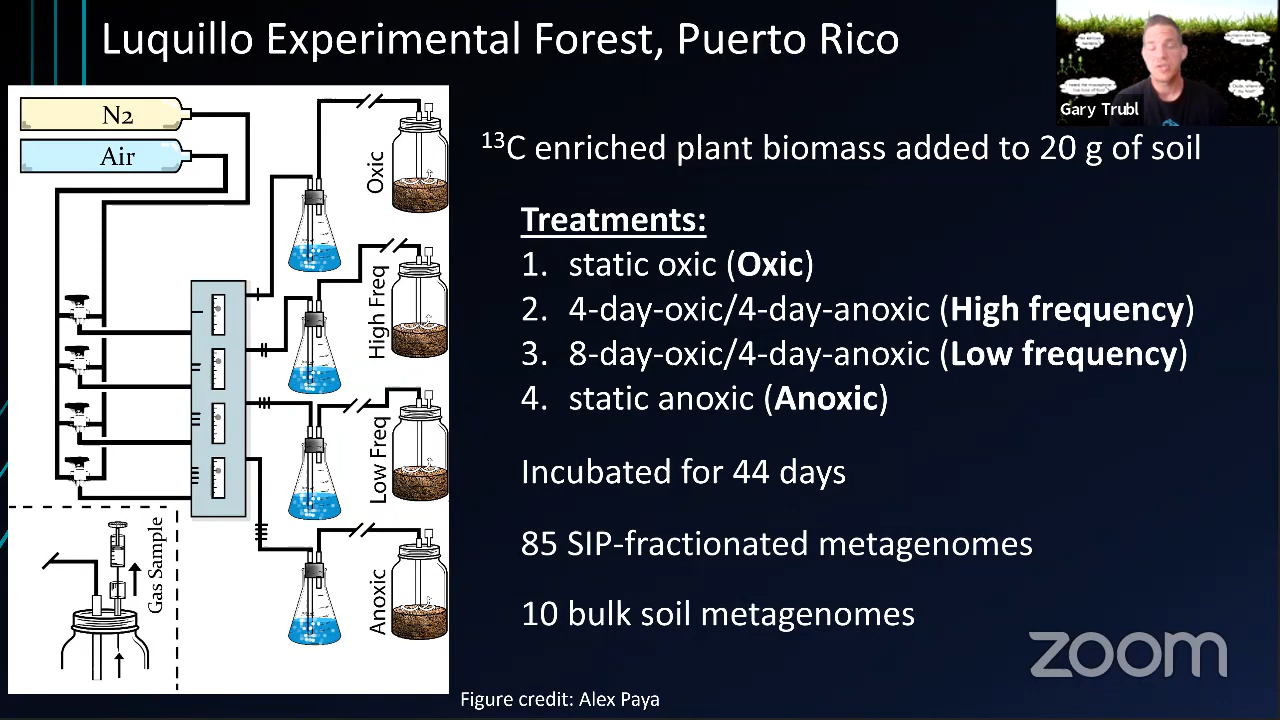 Luquillo Experimental Forest, Puerto Rico
Gary Trubl
N2
Air
Oxic
High Freq
Low Freq
Anoxic
Gas Sample
¹³C enriched plant biomass added to 20 g of soil
Treatments:
1. static oxic (Oxic)
2. 4-day-oxic/4-day-anoxic (High frequency)
3. 8-day-oxic/4-day-anoxic (Low frequency)
4. static anoxic (Anoxic)
Incubated for 44 days
85 SIP-fractionated metagenomes
10 bulk soil metagenomes
Figure credit: Alex Paya
zoom